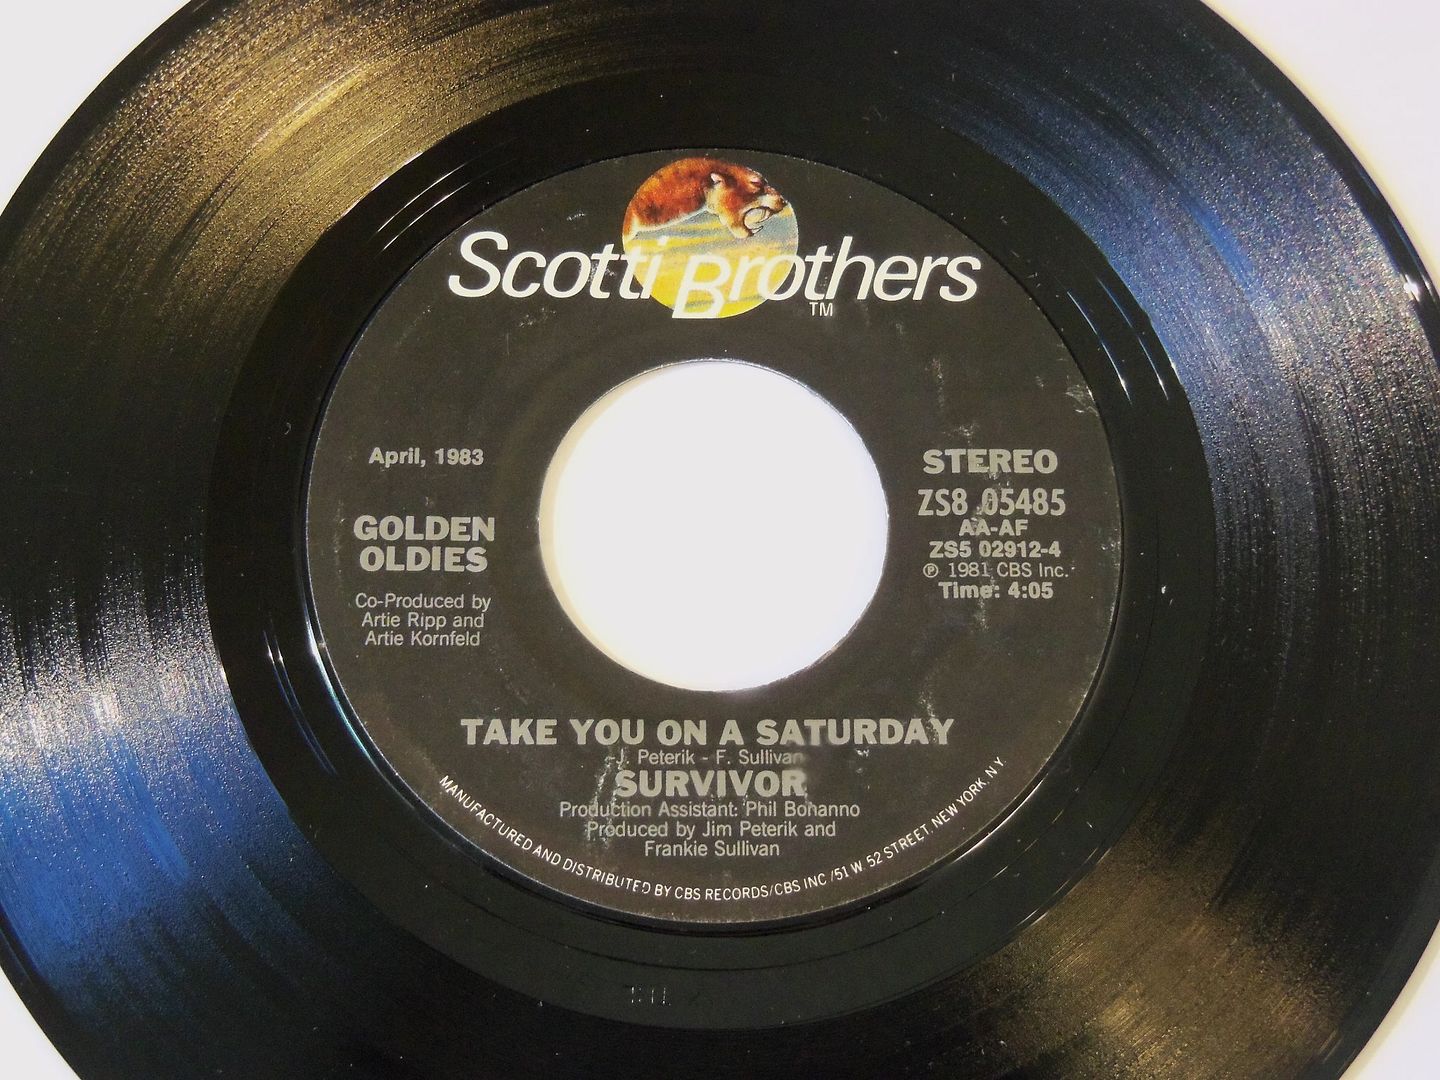 Scotti Brothers
TM
April, 1983
GOLDEN
OLDIES
Co-Produced by
Artie Ripp and
Artie Kornfeld
STEREO
ZS8 05485
AA-AF
ZS5 02912-4
℗ 1981 CBS Inc.
Time: 4:05
TAKE YOU ON A SATURDAY
J. Peterik - F. Sullivan
SURVIVOR
Production Assistant: Phil Bonanno
Produced by Jim Peterik and
Frankie Sullivan
MANUFACTURED AND DISTRIBUTED BY CBS RECORDS/CBS INC /51 W 52 STREET, NEW YORK, N.Y.